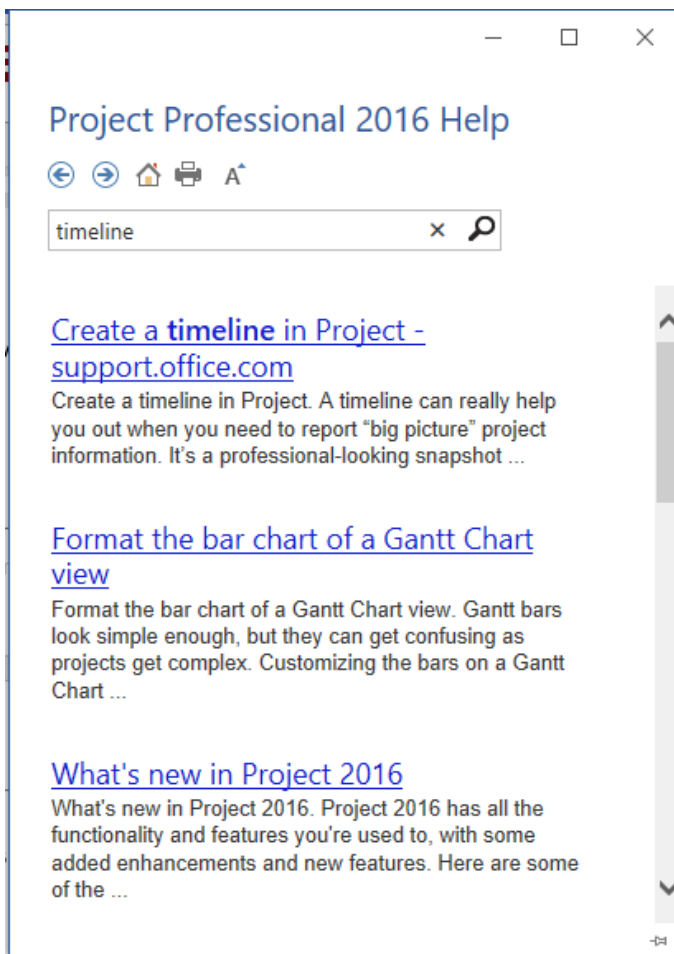 Project Professional 2016 Help
A
timeline
Create a timeline in Project -
support.office.com
Create a timeline in Project. A timeline can really help
you out when you need to report “big picture” project
information. It’s a professional-looking snapshot ...
Format the bar chart of a Gantt Chart
view
Format the bar chart of a Gantt Chart view. Gantt bars
look simple enough, but they can get confusing as
projects get complex. Customizing the bars on a Gantt
Chart ...
What's new in Project 2016
What's new in Project 2016. Project 2016 has all the
functionality and features you're used to, with some
added enhancements and new features. Here are some
of the ...